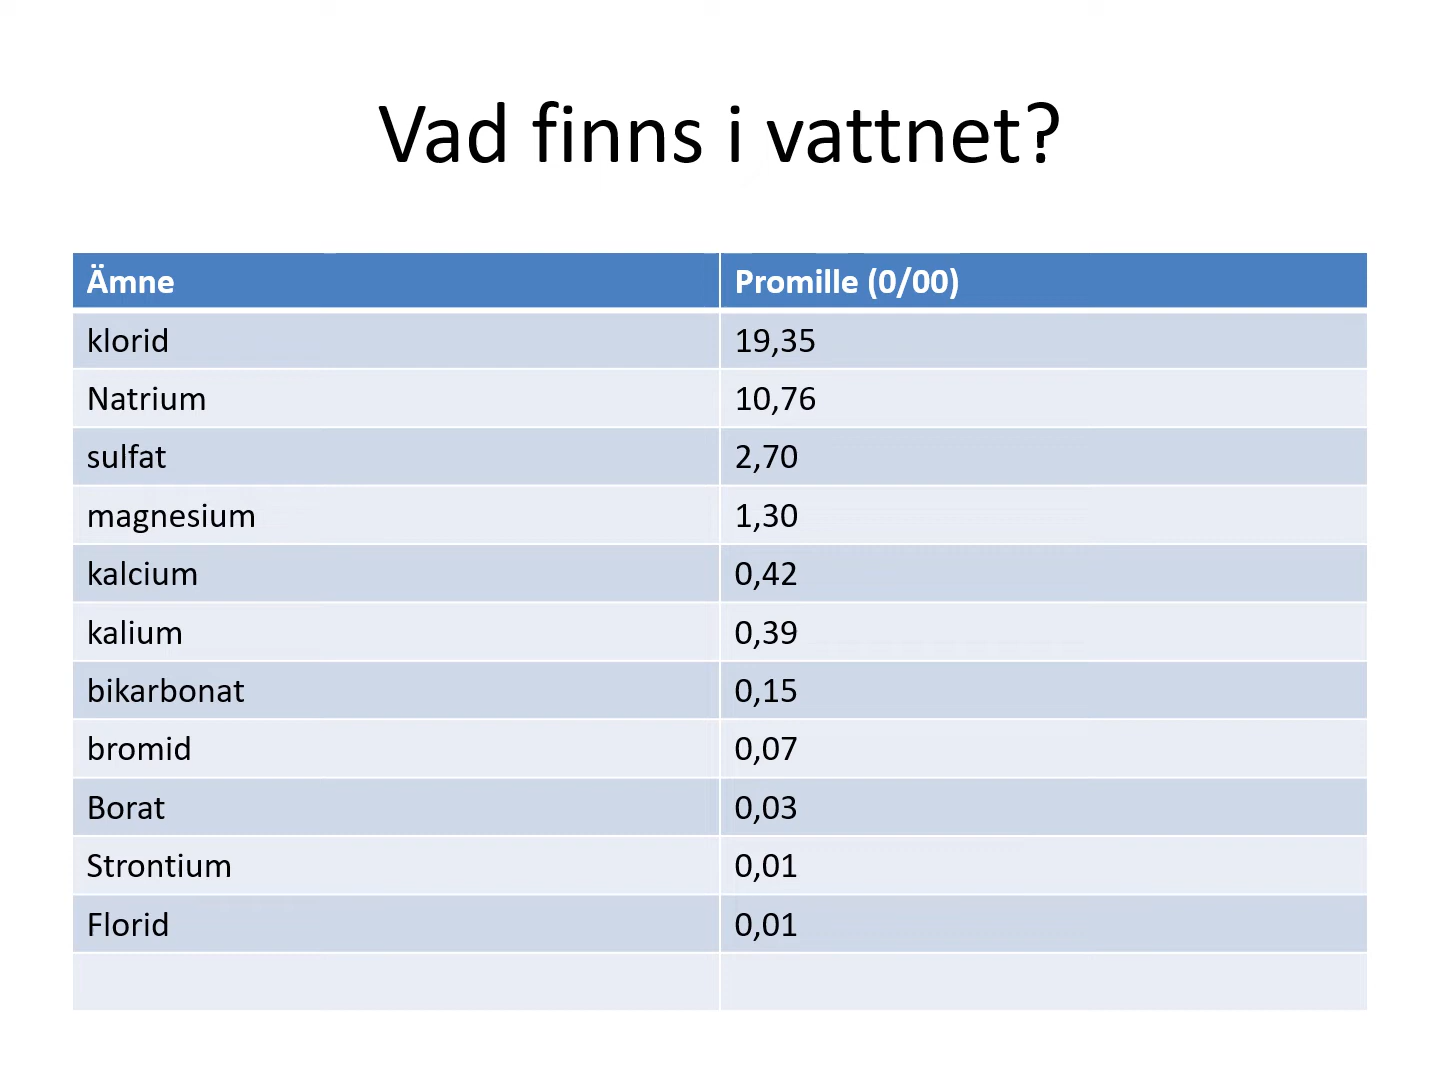 Vad finns i vattnet?
Ämne Promille (0/00)
klorid 19,35
Natrium 10,76
sulfat 2,70
magnesium 1,30
kalcium 0,42
kalium 0,39
bikarbonat 0,15
bromid 0,07
Borat 0,03
Strontium 0,01
Florid 0,01